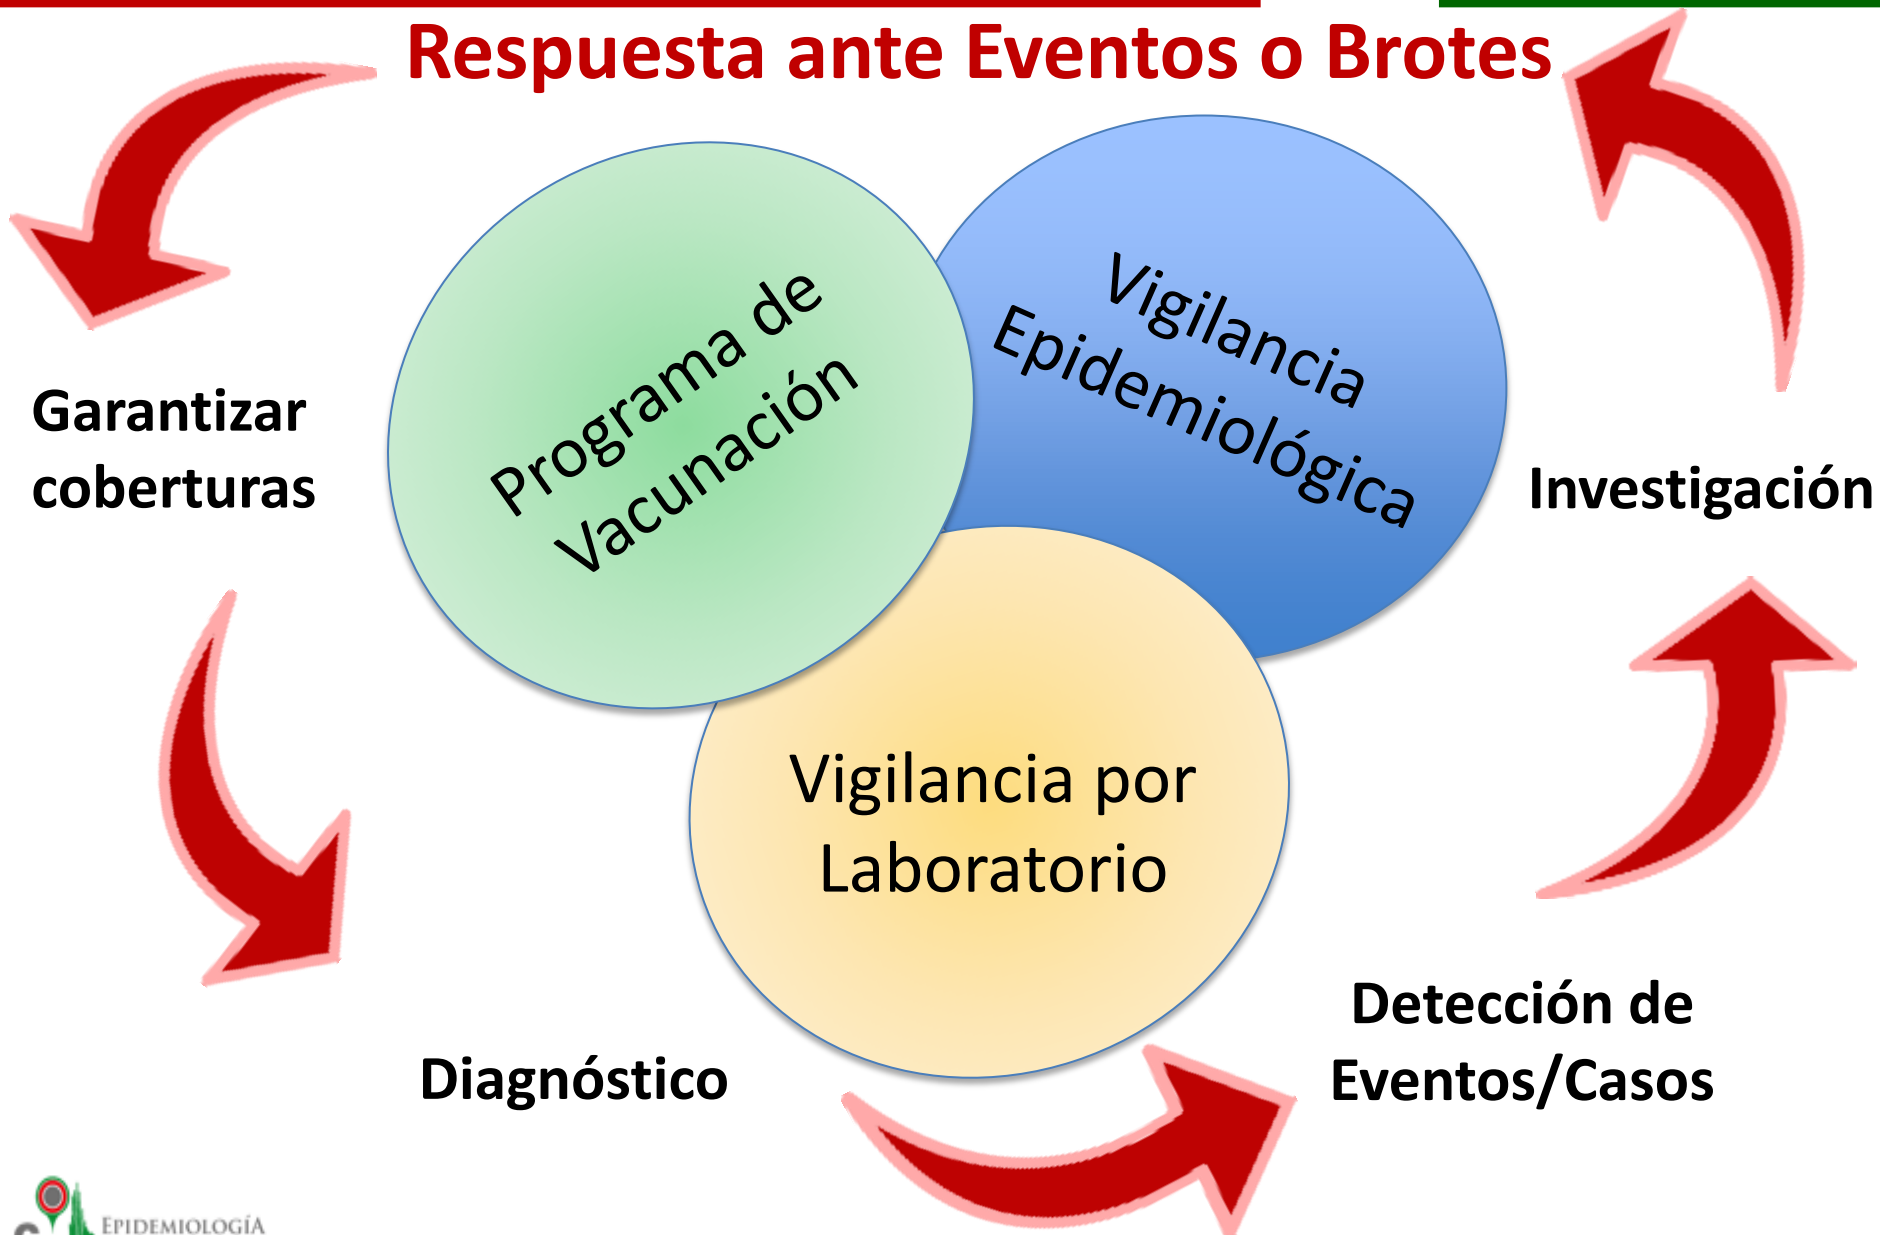 Respuesta ante Eventos o Brotes
Programa de
Vacunación
Vigilancia
Epidemiológica
Garantizar
coberturas
Investigación
Vigilancia por
Laboratorio
Diagnóstico
Detección de
Eventos/Casos
EPIDEMIOLOGÍA